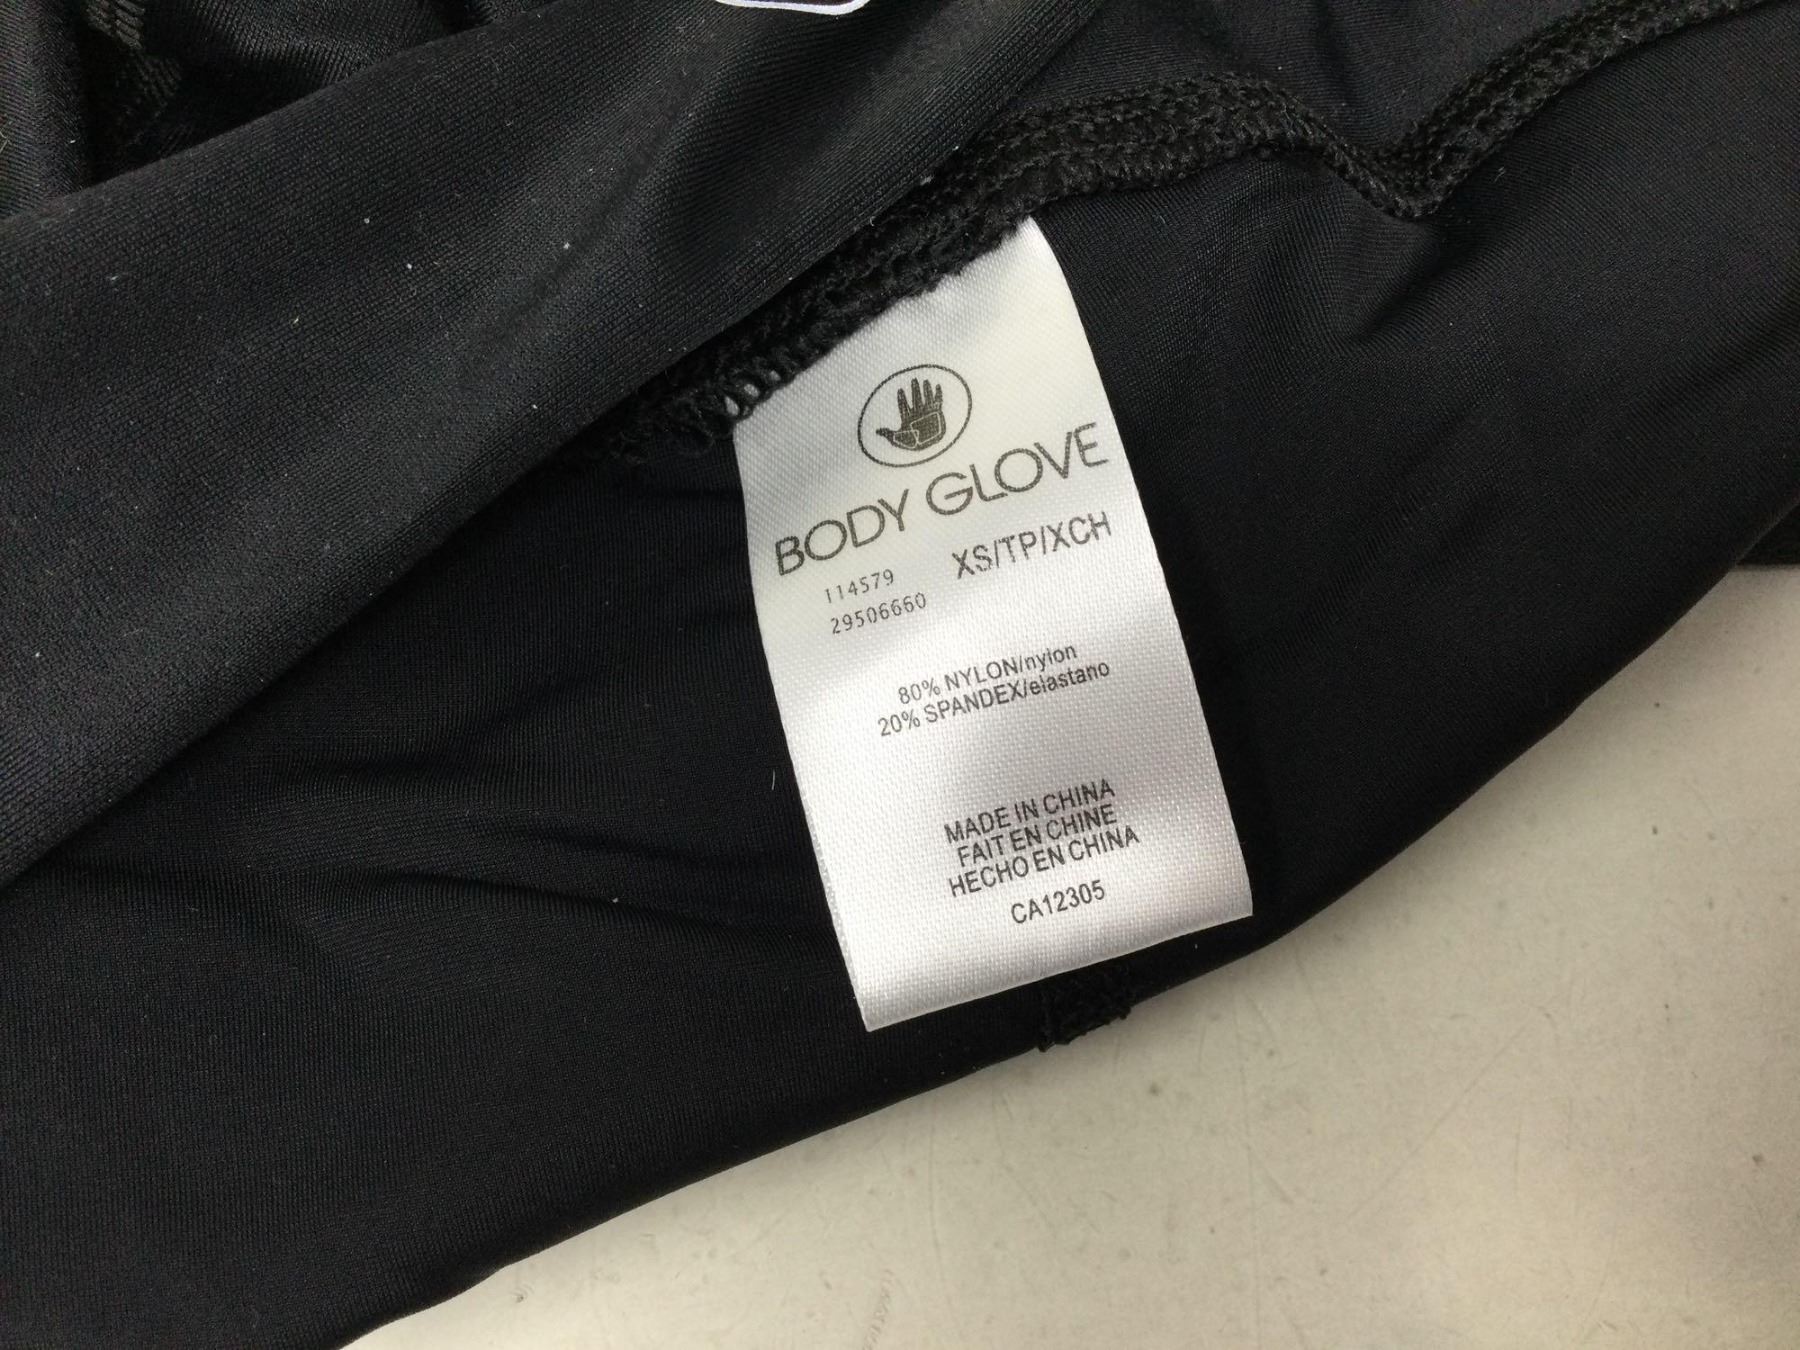 BODY GLOVE
XS/TP/XCH
114579
29506660
80% NYLON/nylon
20% SPANDEX/elastano
MADE IN CHINA
FAIT EN CHINE
HECHO EN CHINA
CA12305